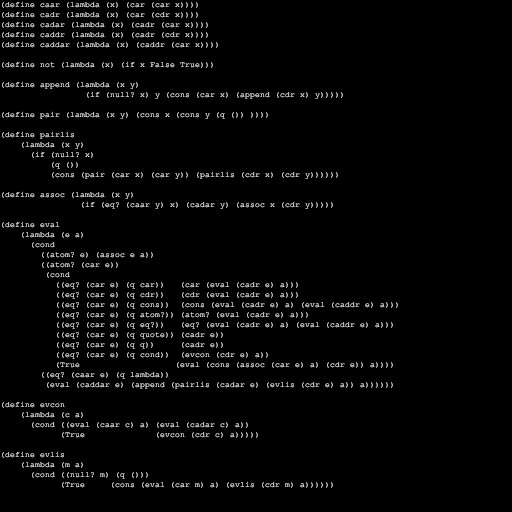 (define caar (lambda (x) (car (car x))))
(define cadr (lambda (x) (car (cdr x))))
(define cadar (lambda (x) (cadr (car x))))
(define caddr (lambda (x) (cadr (cdr x))))
(define caddar (lambda (x) (caddr (car x))))

(define not (lambda (x) (if x False True)))

(define append (lambda (x y)
                 (if (null? x) y (cons (car x) (append (cdr x) y)))))

(define pair (lambda (x y) (cons x (cons y (q ()) ))))

(define pairlis
    (lambda (x y)
      (if (null? x)
          (q ())
          (cons (pair (car x) (car y)) (pairlis (cdr x) (cdr y))))))

(define assoc (lambda (x y)
                (if (eq? (caar y) x) (cadar y) (assoc x (cdr y)))))

(define eval
    (lambda (e a)
      (cond
        ((atom? e) (assoc e a))
        ((atom? (car e))
         (cond
           ((eq? (car e) (q car))   (car (eval (cadr e) a)))
           ((eq? (car e) (q cdr))   (cdr (eval (cadr e) a)))
           ((eq? (car e) (q cons))  (cons (eval (cadr e) a) (eval (caddr e) a)))
           ((eq? (car e) (q atom?)) (atom? (eval (cadr e) a)))
           ((eq? (car e) (q eq?))   (eq? (eval (cadr e) a) (eval (caddr e) a)))
           ((eq? (car e) (q quote)) (cadr e))
           ((eq? (car e) (q q))     (cadr e))
           ((eq? (car e) (q cond))  (evcon (cdr e) a))
           (True                   (eval (cons (assoc (car e) a) (cdr e)) a))))
        ((eq? (caar e) (q lambda))
         (eval (caddar e) (append (pairlis (cadar e) (evlis (cdr e) a)) a))))))

(define evcon
    (lambda (c a)
      (cond ((eval (caar c) a) (eval (cadar c) a))
            (True              (evcon (cdr c) a)))))

(define evlis
    (lambda (m a)
      (cond ((null? m) (q ()))
            (True     (cons (eval (car m) a) (evlis (cdr m) a))))))